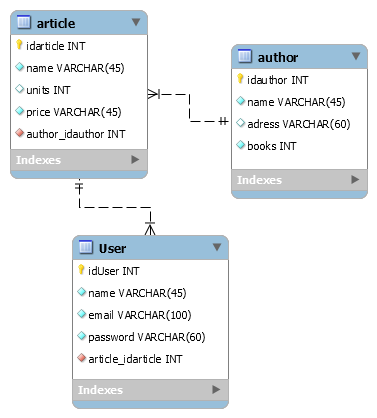 article
idarticle INT
name VARCHAR(45)
units INT
price VARCHAR(45)
author_idauthor INT
Indexes
author
idauthor INT
name VARCHAR(45)
adress VARCHAR(60)
books INT
Indexes
User
idUser INT
name VARCHAR(45)
email VARCHAR(100)
password VARCHAR(60)
article_idarticle INT
Indexes